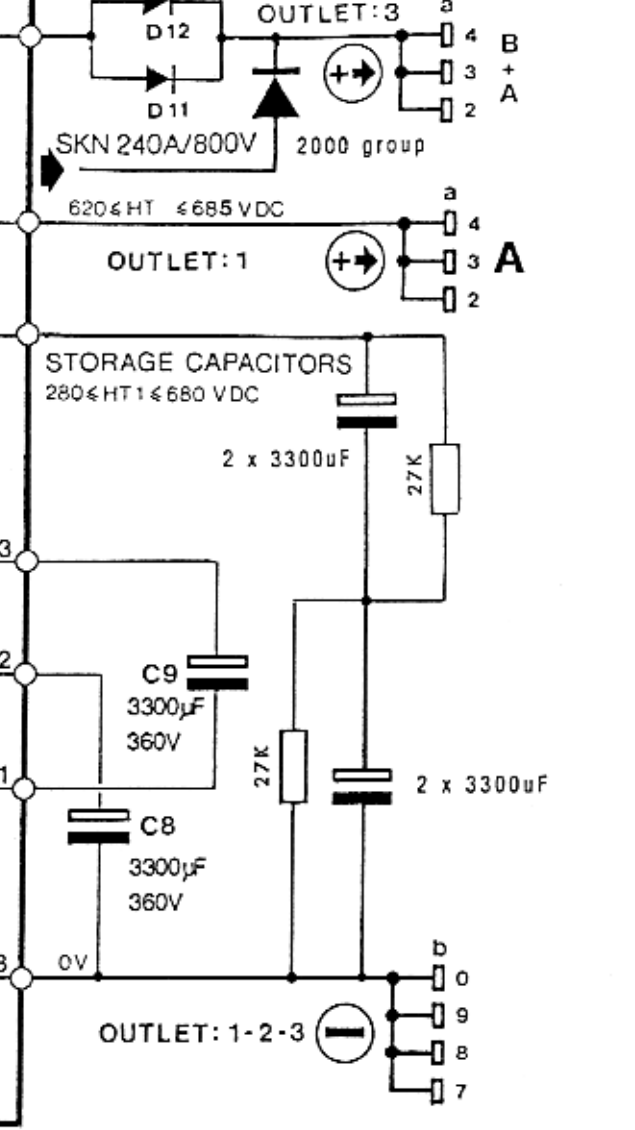 OUTLET: 3
a
4
D12
B
+
A
3
D11
2
SKN 240A/800V
2000 group
a
620≤HT ≤685 VDC
4
OUTLET: 1
3
A
2
STORAGE CAPACITORS
280≤HT1≤680 VDC
2 x 3300uF
27K
3
2
C9
3300µF
360V
27K
1
2 x 3300uF
C8
3300µF
360V
b
0V
0
9
OUTLET: 1-2-3
8
7